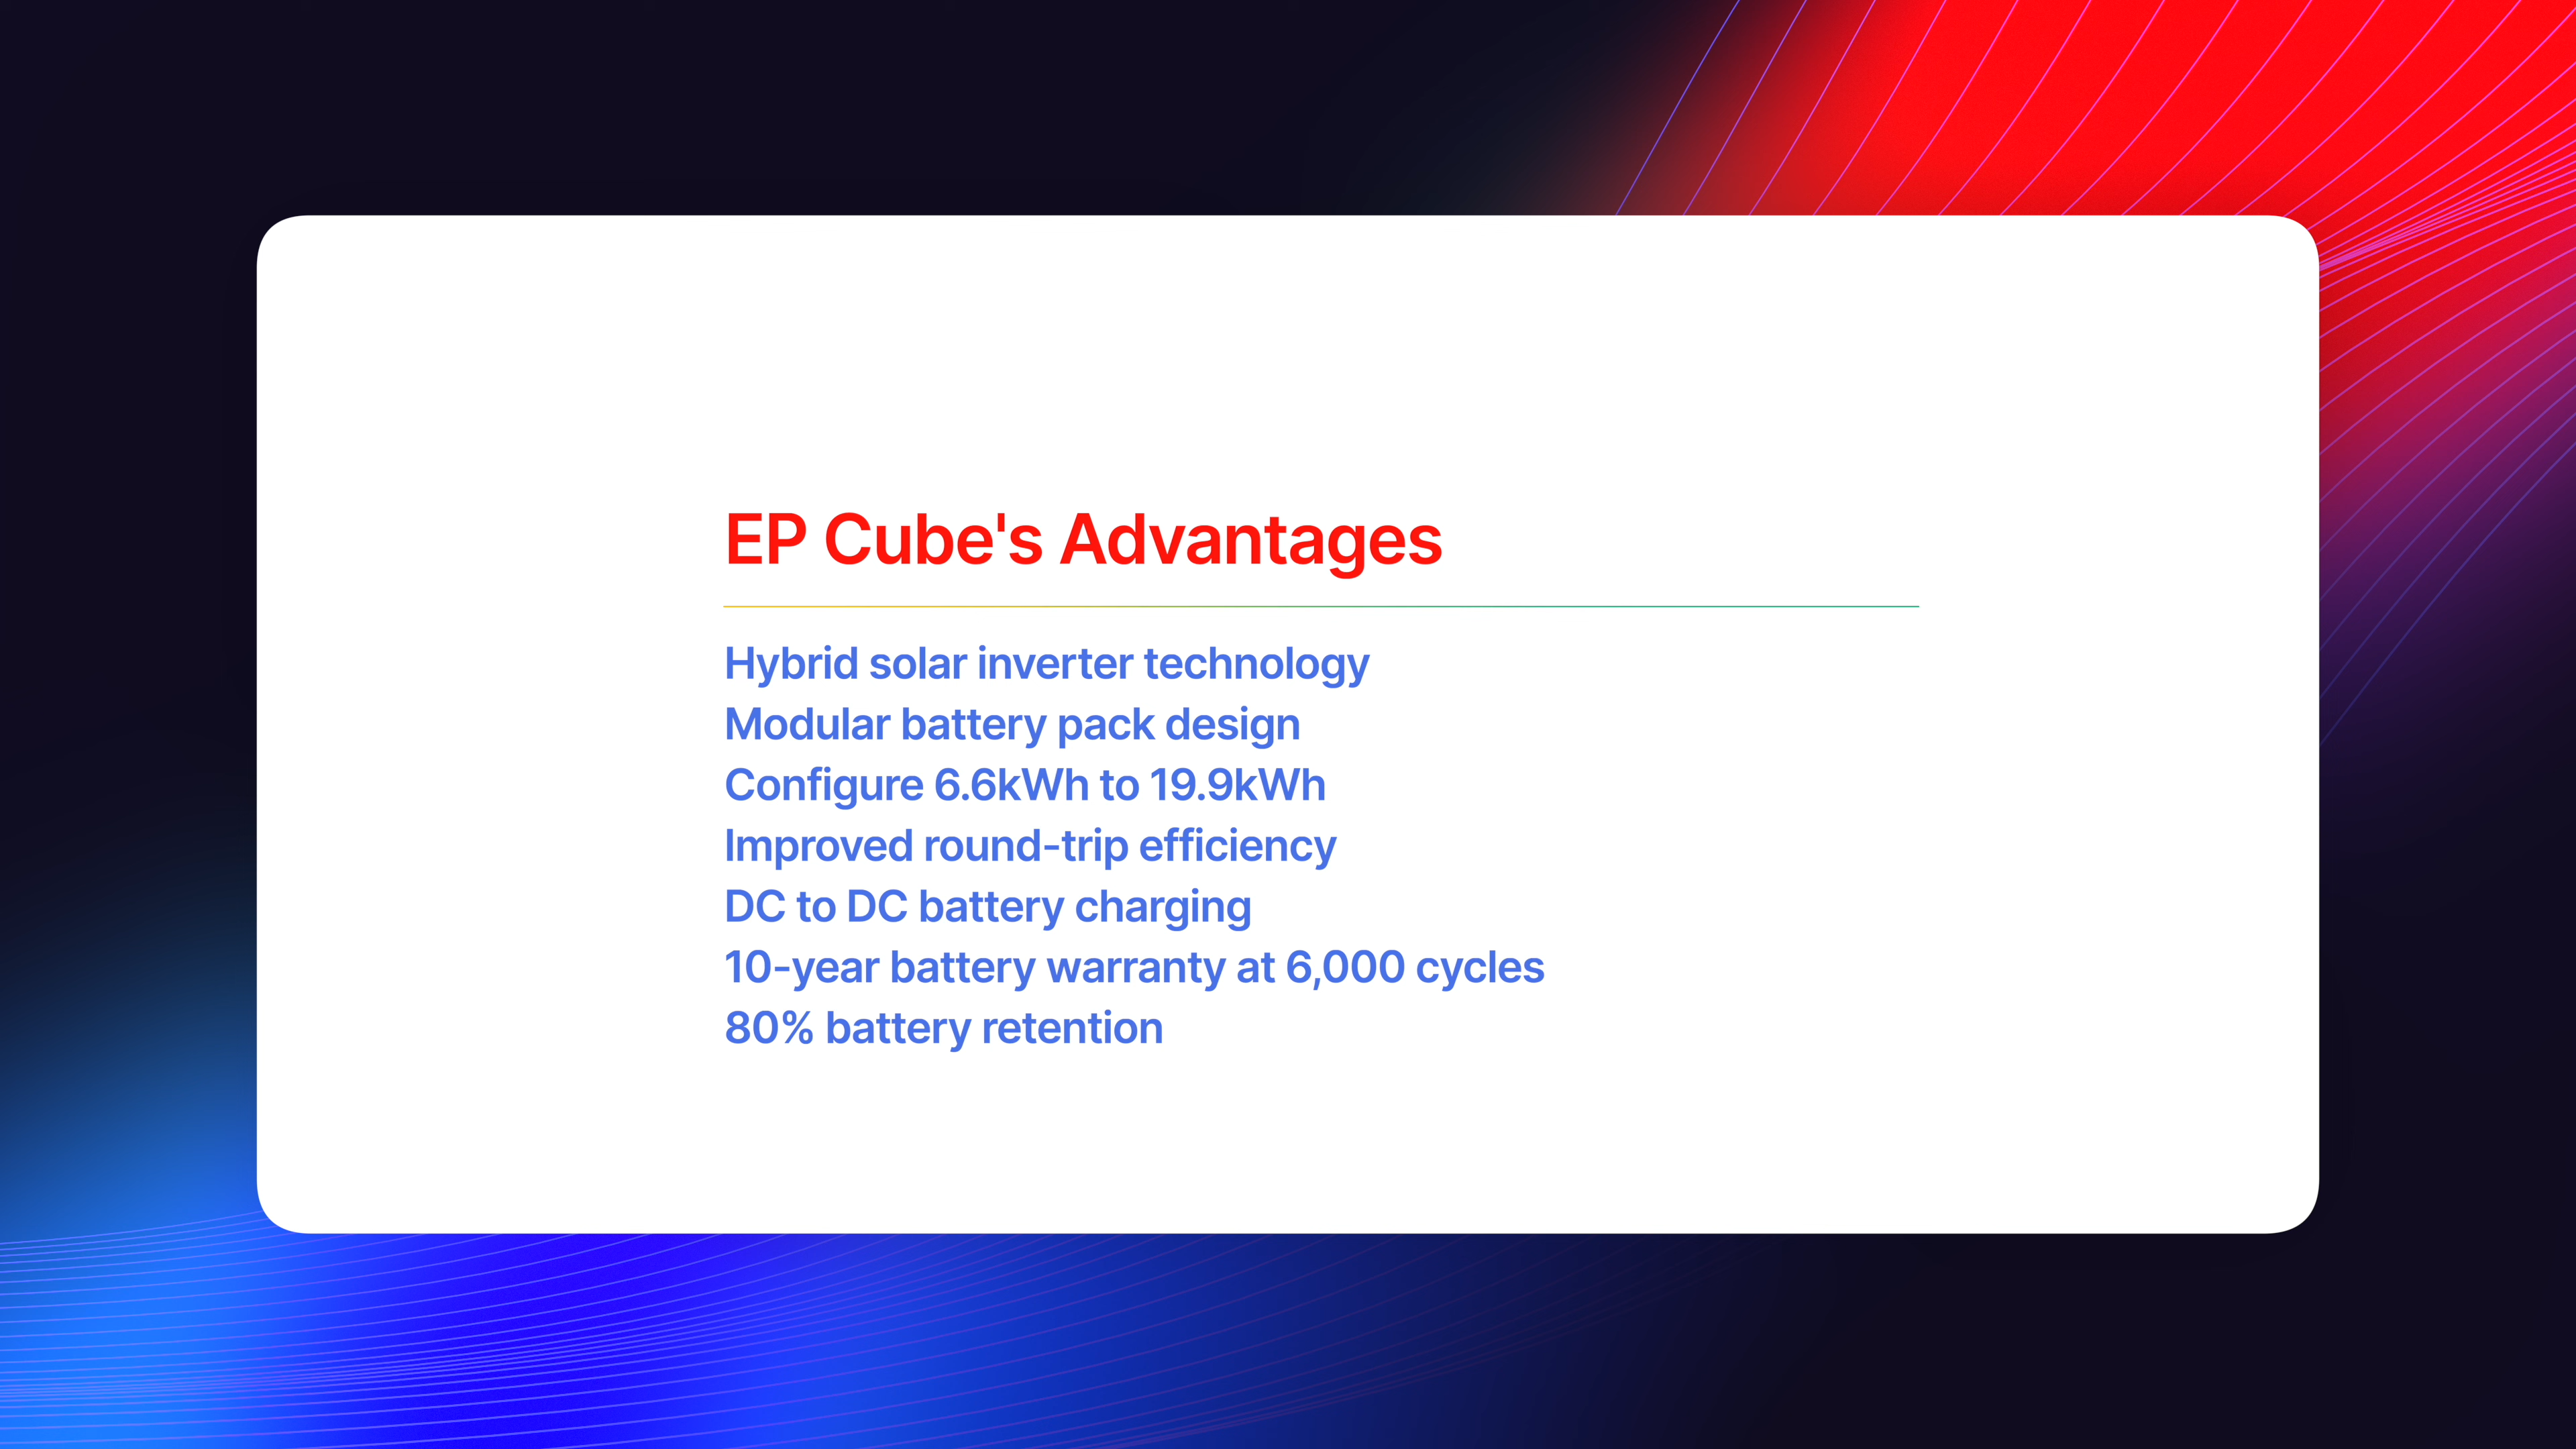 EP Cube's Advantages
Hybrid solar inverter technology
Modular battery pack design
Configure 6.6kWh to 19.9kWh
Improved round-trip efficiency
DC to DC battery charging
10-year battery warranty at 6,000 cycles
80% battery retention